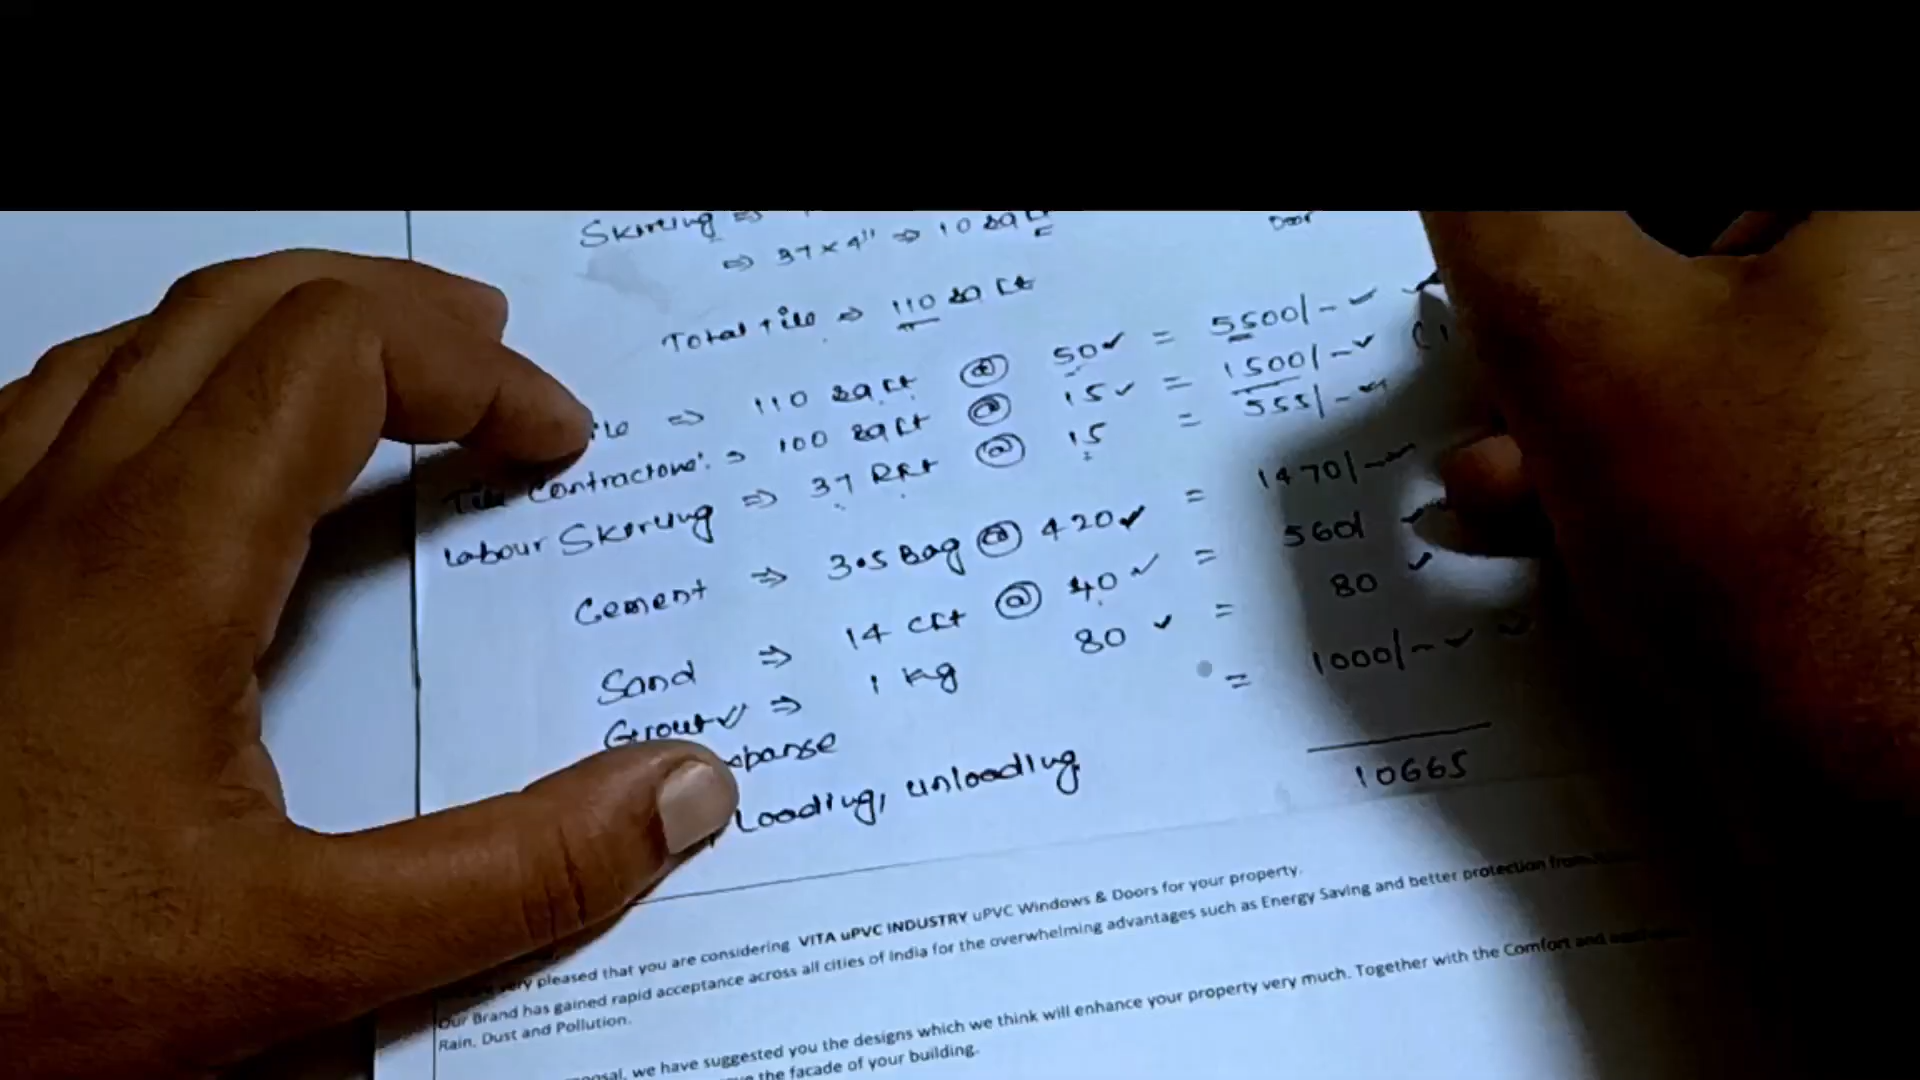 Skirting ⇒
⇒ 37 x 4" ⇒ 10 sq
Door
Total tile ⇒ 110 sq ft
⇒ 110 sq ft @ 50 ✓ = 5500/- ✓
Tile Contractone: ⇒ 100 sq ft @ 15 ✓ = 1500/- ✓
Labour Skirting ⇒ 37 Rft @ 15 = 555/-
Cement ⇒ 3.5 Bag @ 420 ✓ = 1470/-
Sand ⇒ 14 cft @ 40 ✓ = 560/
Grout ✓ ⇒ 1 kg 80 ✓ = 80 ✓
= 1000/- ✓
Loading, unloading
10665
pleased that you are considering VITA uPVC INDUSTRY uPVC Windows & Doors for your property.
Our Brand has gained rapid acceptance across all cities of India for the overwhelming advantages such as Energy Saving and better protection from
Rain, Dust and Pollution.
we have suggested you the designs which we think will enhance your property very much. Together with the Comfort and
the facade of your building.